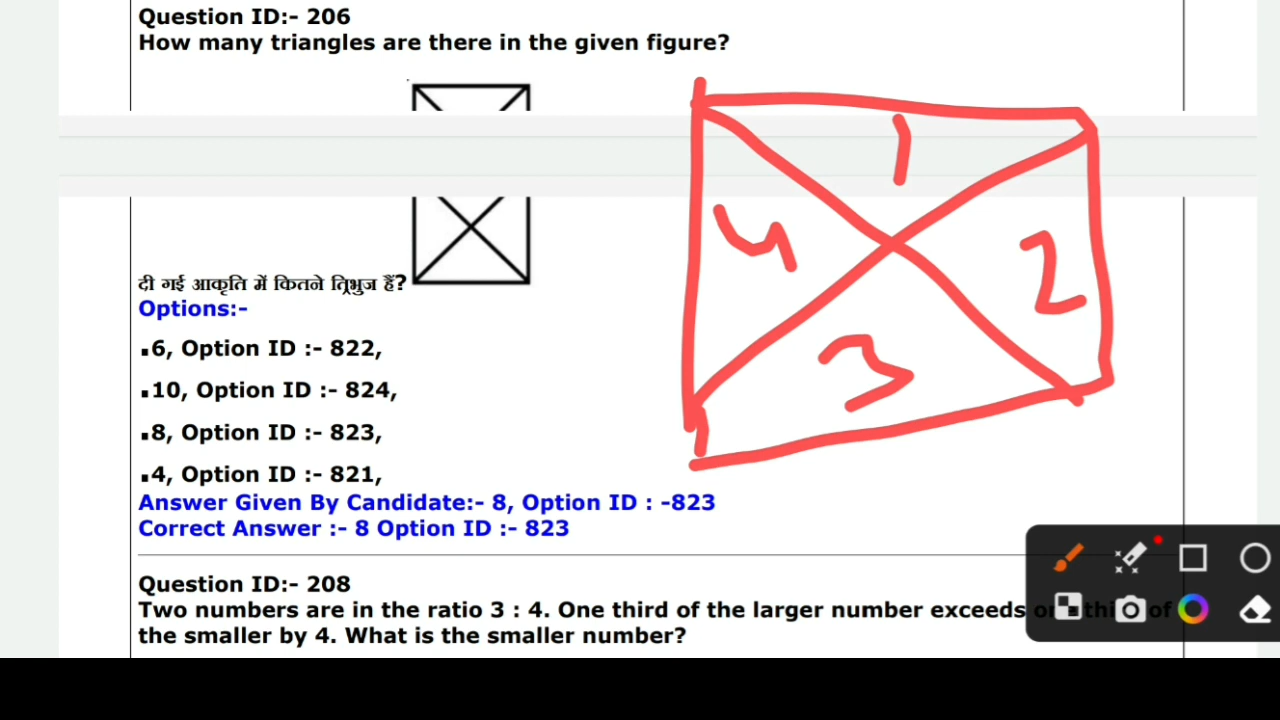 Question ID:- 206
How many triangles are there in the given figure?
1
4
2
3
दी गई आकृति में कितने त्रिभुज हैं?
Options:-
.6, Option ID :- 822,
.10, Option ID :- 824,
.8, Option ID :- 823,
.4, Option ID :- 821,
Answer Given By Candidate:- 8, Option ID : -823
Correct Answer :- 8 Option ID :- 823
Question ID:- 208
Two numbers are in the ratio 3 : 4. One third of the larger number exceeds of
the smaller by 4. What is the smaller number?